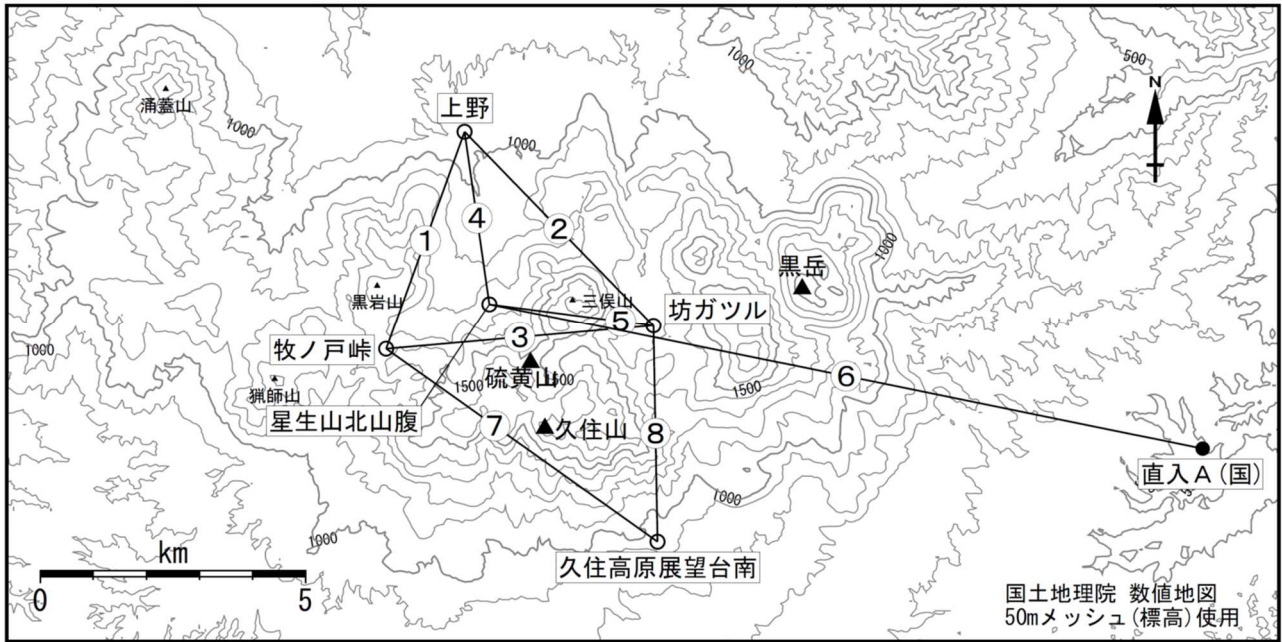 1000
500
N
涌蓋山
上野
1000
1000
4
2
1
1000
黒岳
黒岩山
三俣山
坊ガツル
5
3
牧ノ戸峠
1000
硫黄山
1500
1500
1500
6
猟師山
星生山北山腹
7
久住山
8
直入A(国)
1000
1000
久住高原展望台南
km
0
5
国土地理院 数値地図
50mメッシュ(標高)使用